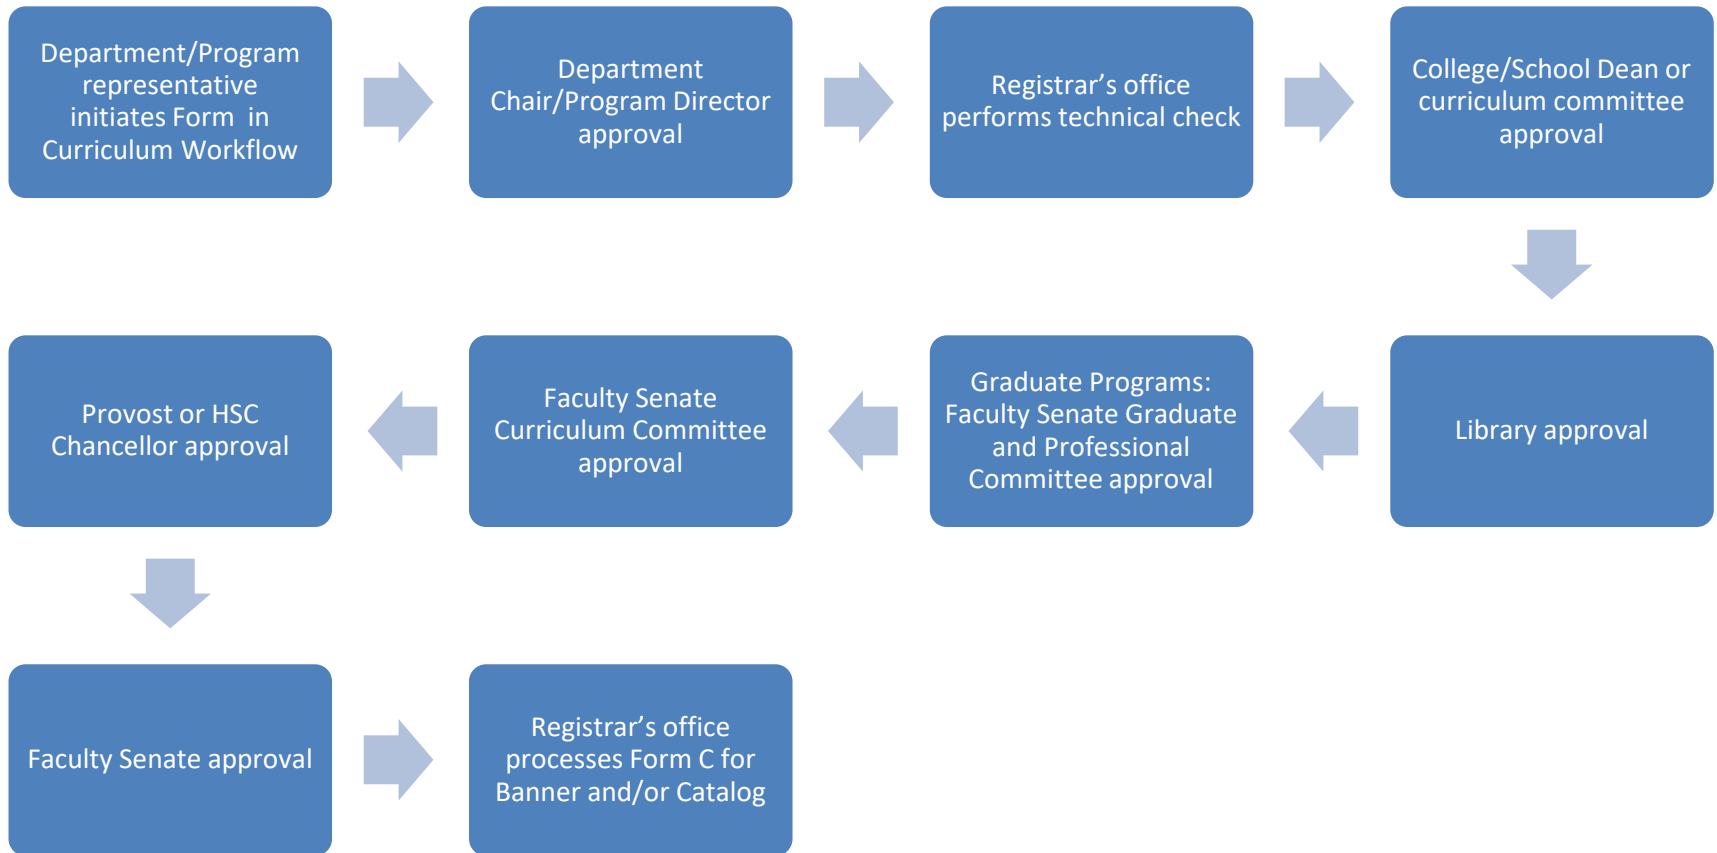 Department/Program
representative
initiates Form  in
Curriculum Workflow
Department
Chair/Program Director
approval
Registrar’s office
performs technical check
College/School Dean or
curriculum committee
approval
Library approval
Graduate Programs:
Faculty Senate Graduate
and Professional
Committee approval
Faculty Senate
Curriculum Committee
approval
Provost or HSC
Chancellor approval
Faculty Senate approval
Registrar’s office
processes Form C for
Banner and/or Catalog